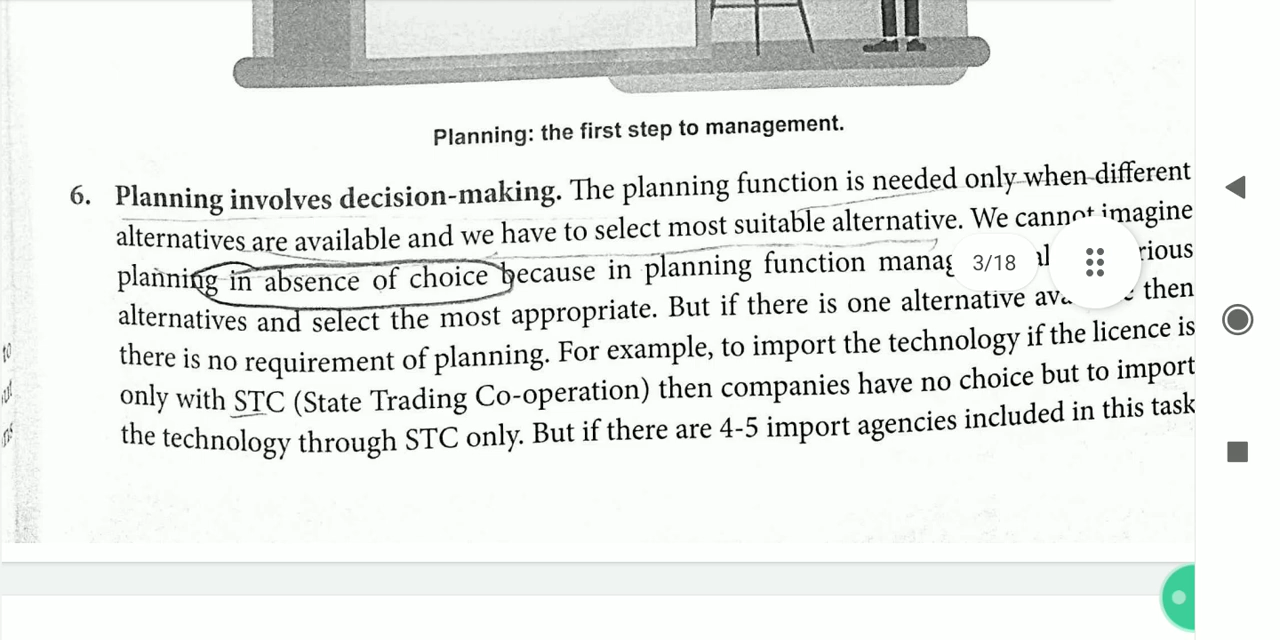 Planning: the first step to management.
6. Planning involves decision-making. The planning function is needed only when different
alternatives are available and we have to select most suitable alternative. We cannot imagine
planning in absence of choice because in planning function rious
alternatives and select the most appropriate. But if there is one alternative then
there is no requirement of planning. For example, to import the technology if the licence is
only with STC (State Trading Co-operation) then companies have no choice but to import
the technology through STC only. But if there are 4-5 import agencies included in this task
3/18
to